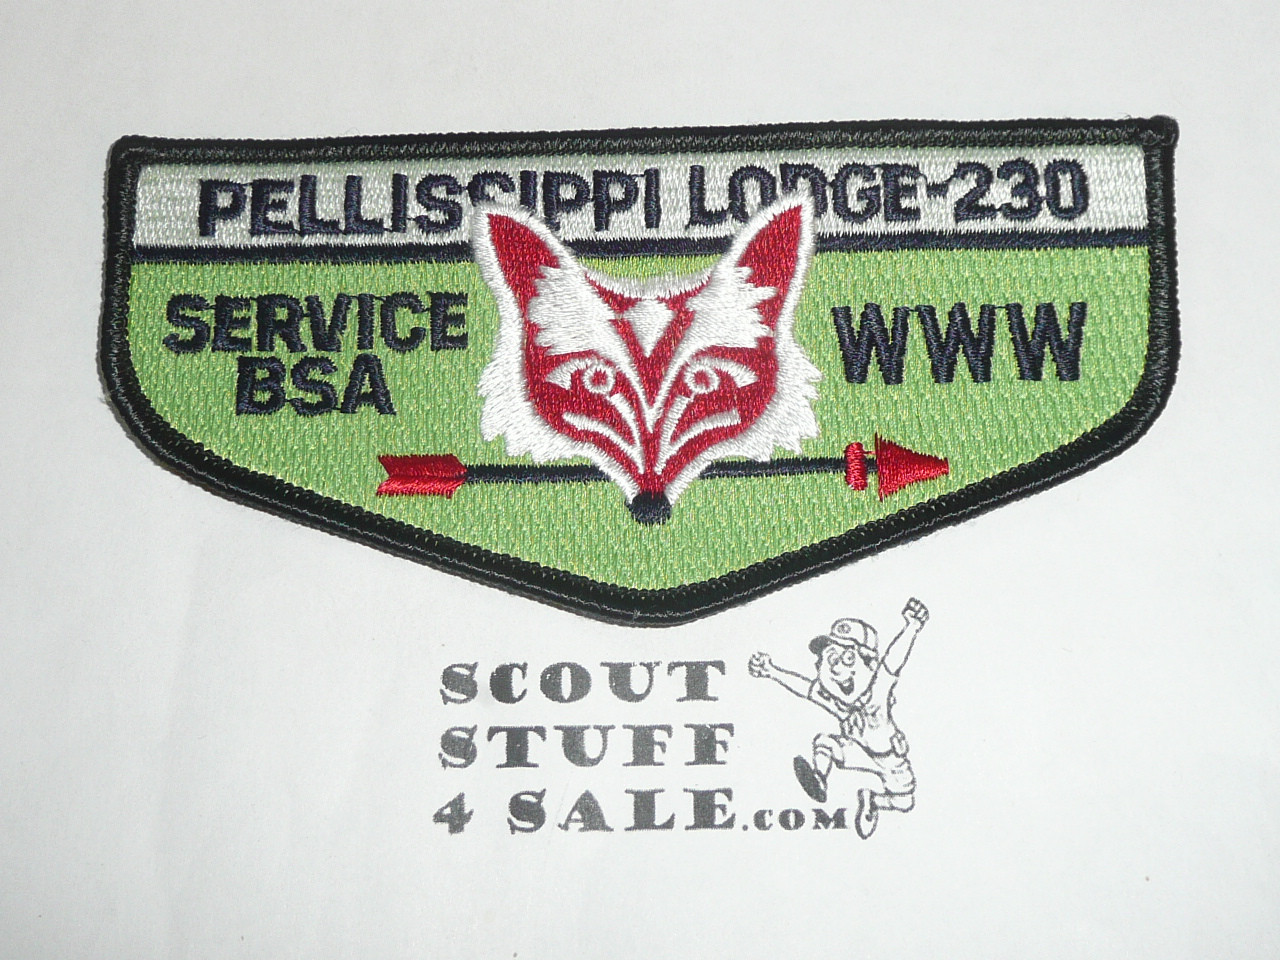 PELLISSIPPI LODGE-230
SERVICE
BSA
WWW
SCOUT
STUFF
4 SALE.COM